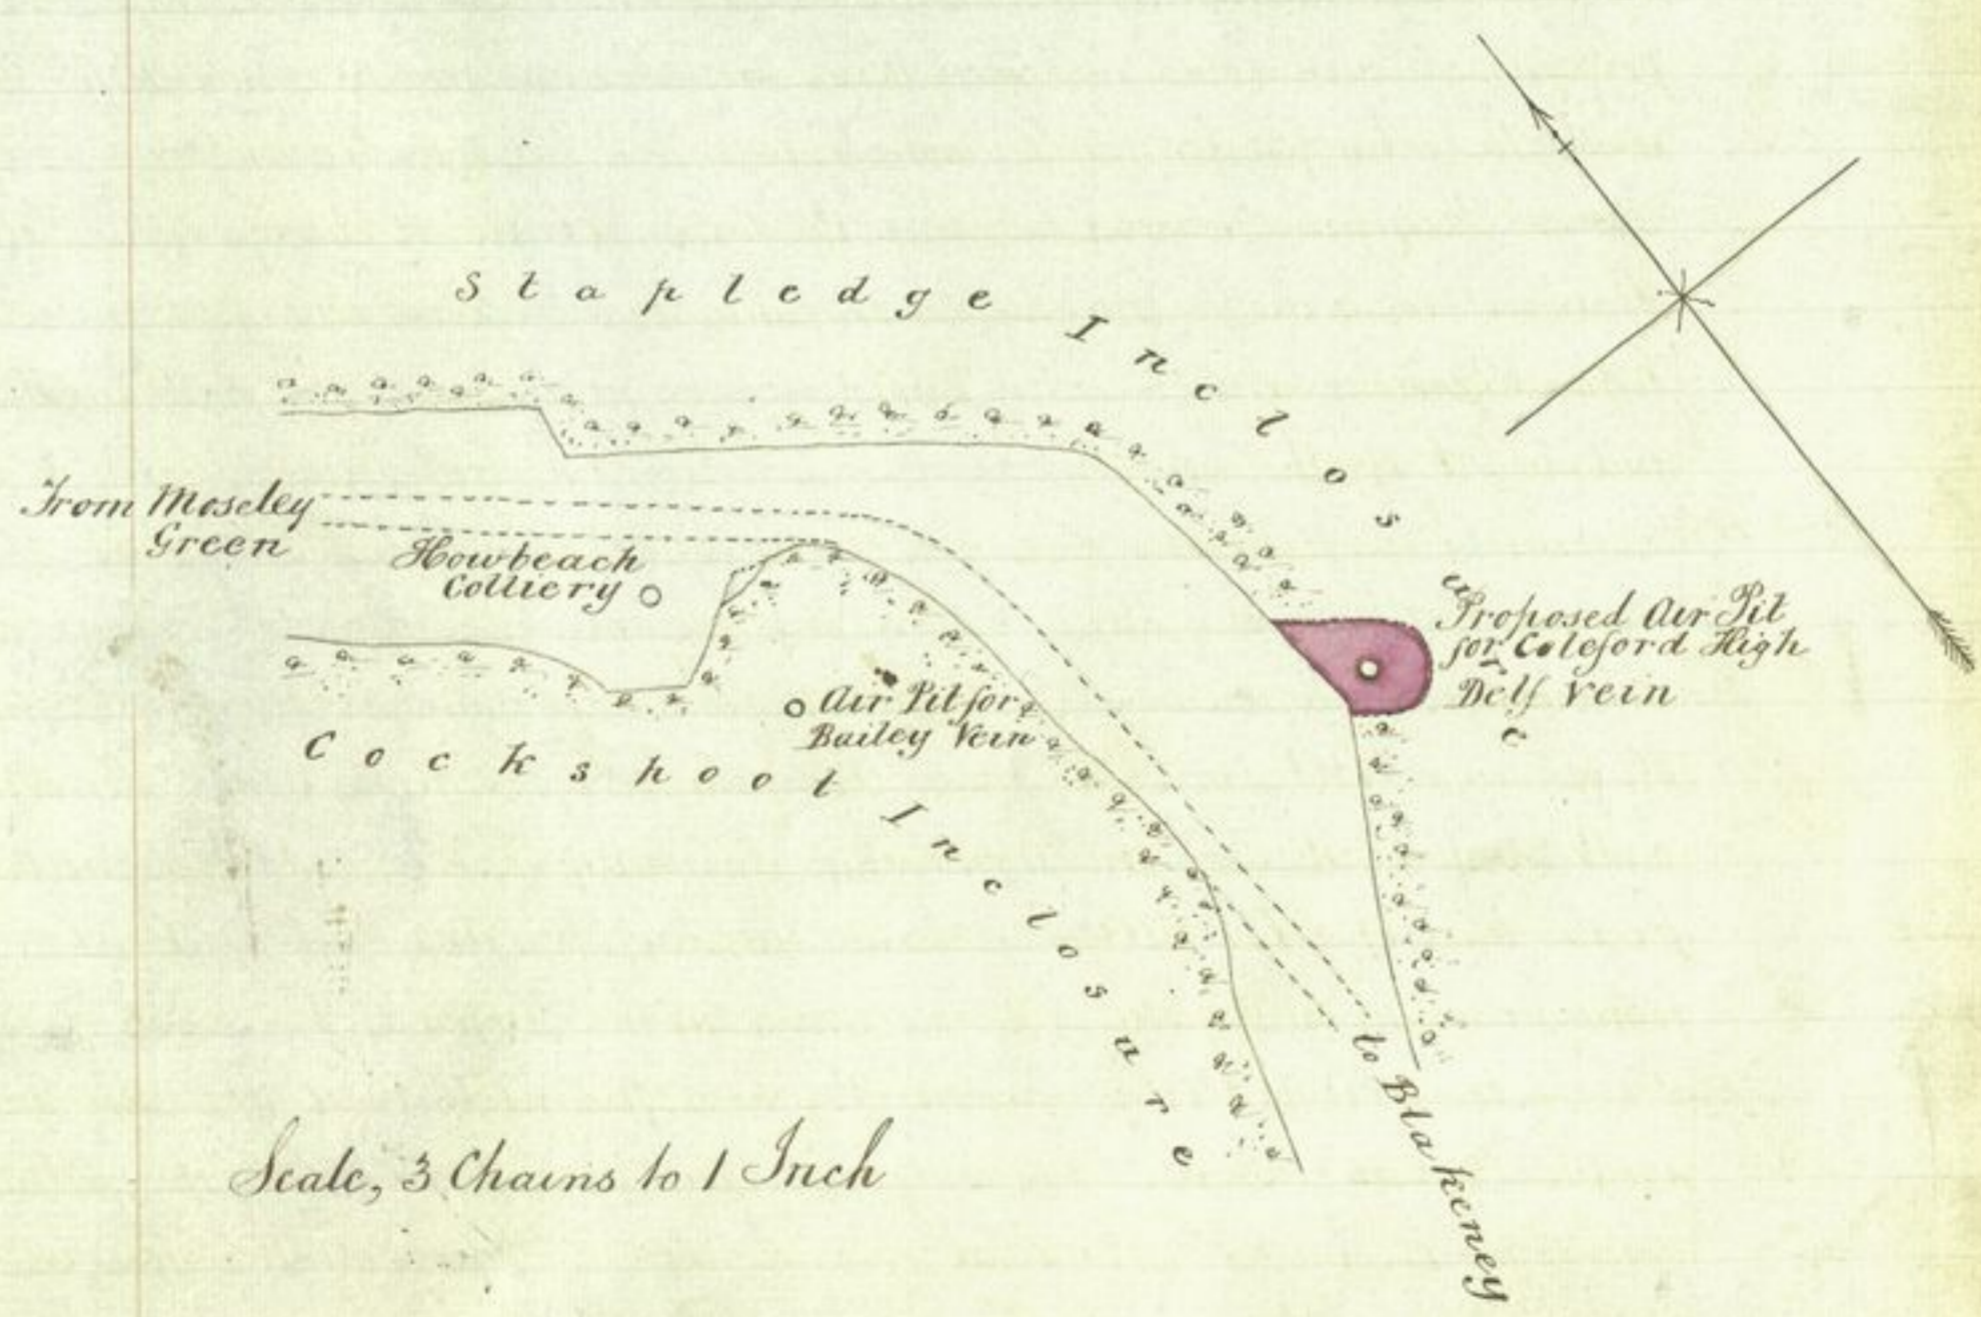 Stapledge Inclosure
From Moseley
Green
Howbeach
Colliery
Proposed Air Pit
for Coleford High
Delf Vein
Air Pit for
Bailey Vein
Cockshoot Inclosure
to Blakeney
Scale, 3 Chains to 1 Inch